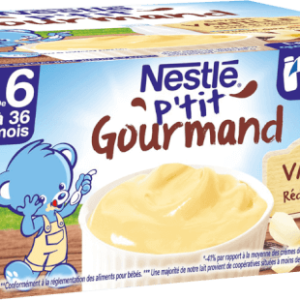 6
36
mois
Nestlé
P'tit
Gourmand
VA
Réc
*-41% par rapport à la moyenne des crèmes d
**Conformément à la réglementation des aliments pour bébés. *** Une majorité de notre lait provient de coopératives situées à moins de